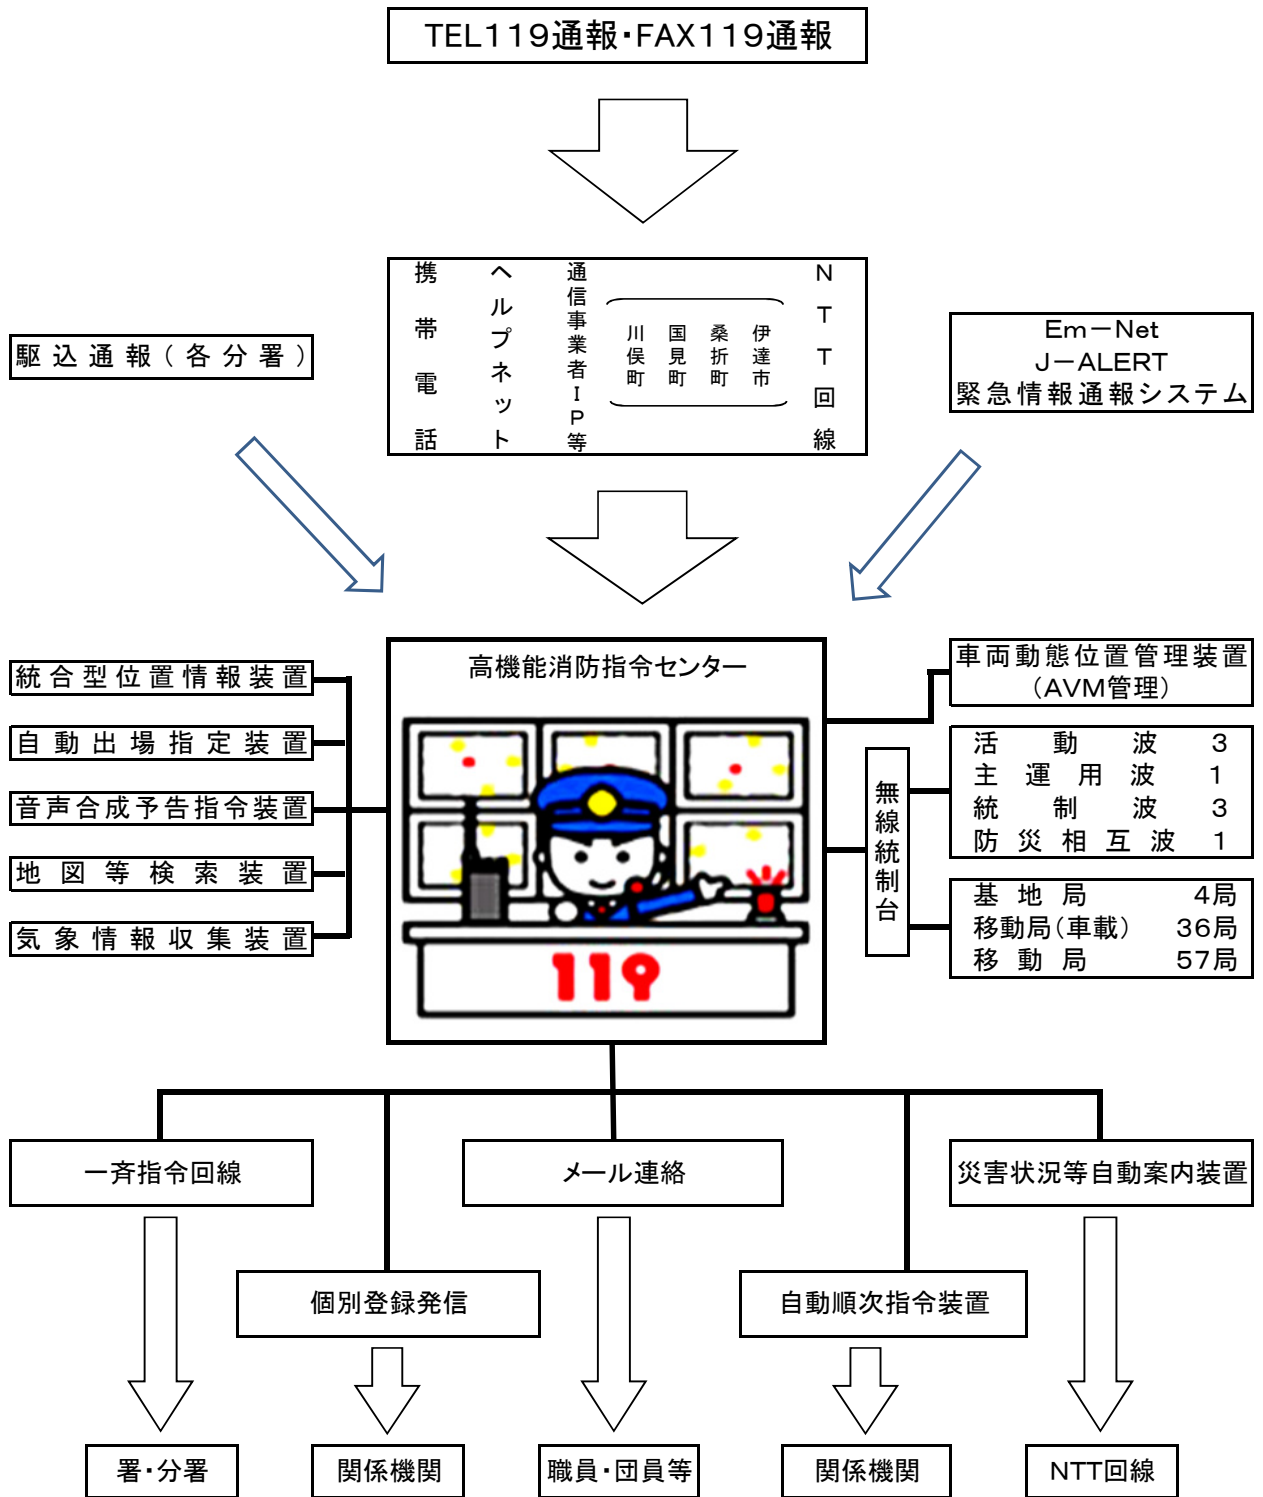 TEL119通報・FAX119通報
携帯電話
ヘルプネット
通信事業者IP等
川俣町
国見町
桑折町
伊達市
NTT回線
駆込通報(各分署)
Em-Net
J-ALERT
緊急情報通報システム
高機能消防指令センター
119
統合型位置情報装置
自動出場指定装置
音声合成予告指令装置
地図等検索装置
気象情報収集装置
車両動態位置管理装置
(AVM管理)
無線統制台
活動波 3
主運用波 1
統制波 3
防災相互波 1
基地局 4局
移動局(車載) 36局
移動局 57局
一斉指令回線
メール連絡
災害状況等自動案内装置
個別登録発信
自動順次指令装置
署・分署
関係機関
職員・団員等
関係機関
NTT回線